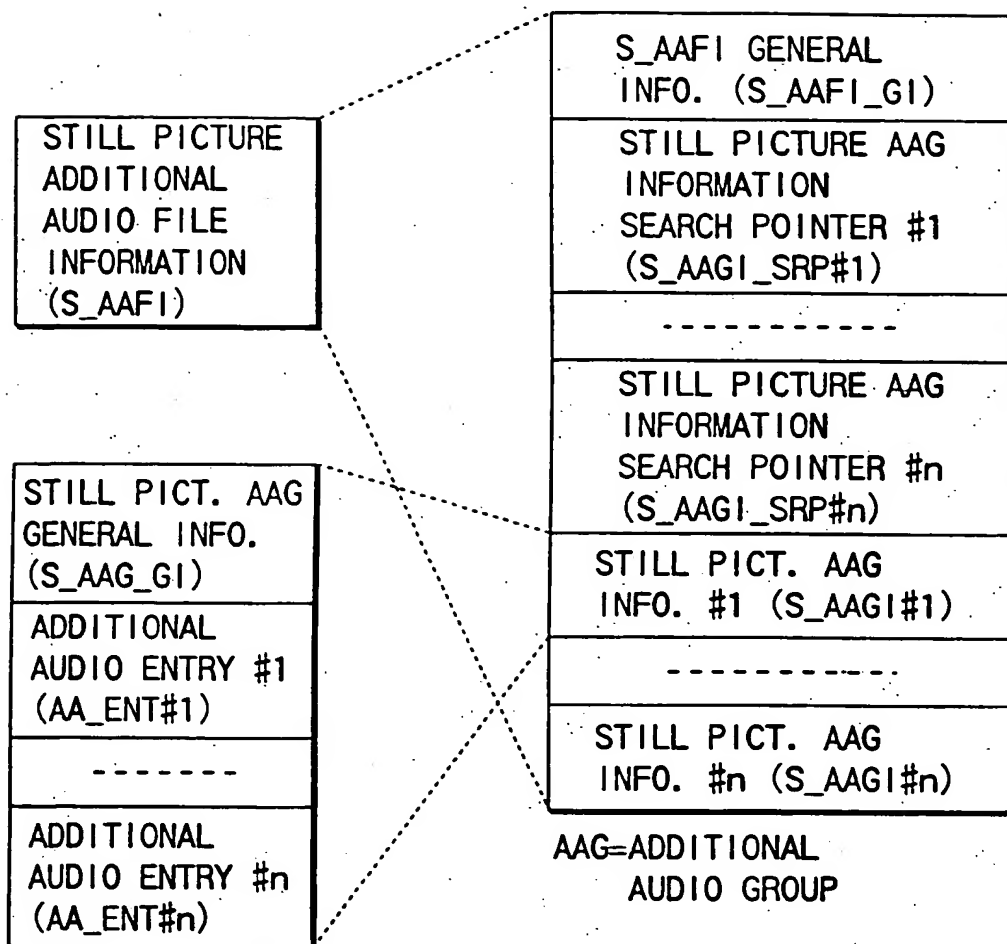 STILL PICTURE
ADDITIONAL
AUDIO FILE
INFORMATION
(S_AAFI)
STILL PICT. AAG
GENERAL INFO.
(S_AAG_GI)
ADDITIONAL
AUDIO ENTRY #1
(AA_ENT#1)
-------
ADDITIONAL
AUDIO ENTRY #n
(AA_ENT#n)
S_AAFI GENERAL
INFO. (S_AAFI_GI)
STILL PICTURE AAG
INFORMATION
SEARCH POINTER #1
(S_AAGI_SRP#1)
------------
STILL PICTURE AAG
INFORMATION
SEARCH POINTER #n
(S_AAGI_SRP#n)
STILL PICT. AAG
INFO. #1 (S_AAGI#1)
------------
STILL PICT. AAG
INFO. #n (S_AAGI#n)
AAG=ADDITIONAL
AUDIO GROUP